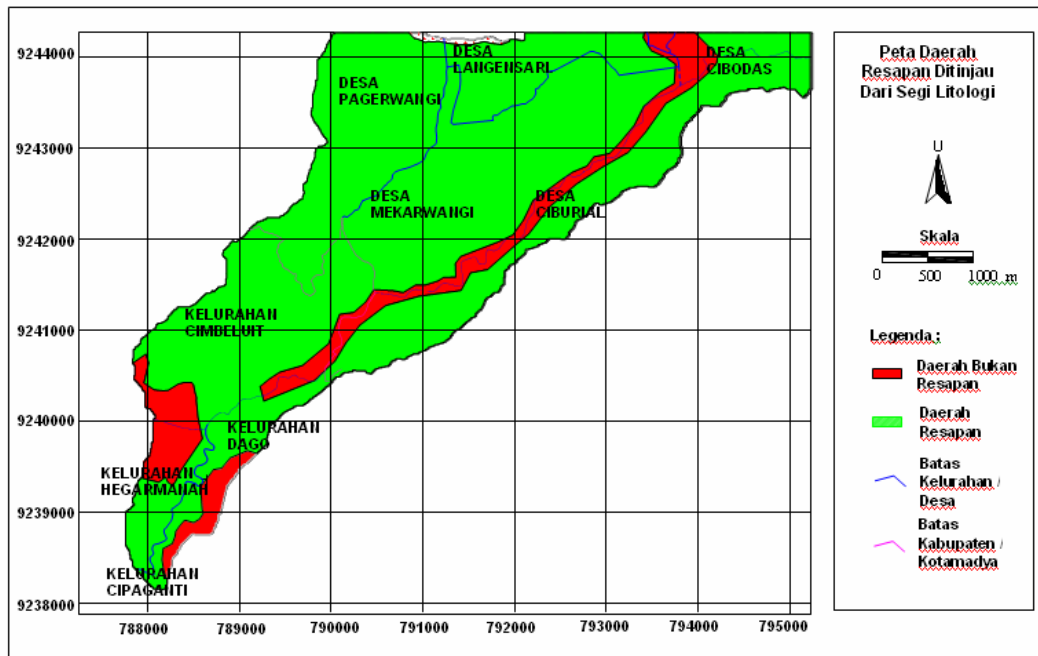 9244000
9243000
9242000
9241000
9240000
9239000
9238000
788000
789000
790000
791000
792000
793000
794000
795000
DESA
LANGENSARI
DESA
CIBODAS
DESA
PAGERWANGI
DESA
MEKARWANGI
DESA
CIBURIAL
KELURAHAN
CIMBELUIT
KELURAHAN
DAGO
KELURAHAN
HEGARMANAH
KELURAHAN
CIPAGANTI
Peta Daerah
Resapan Ditinjau
Dari Segi Litologi
U
Skala
0 500 1000 m
Legenda ;
Daerah Bukan
Resapan
Daerah
Resapan
Batas
Kelurahan /
Desa
Batas
Kabupaten /
Kotamadya